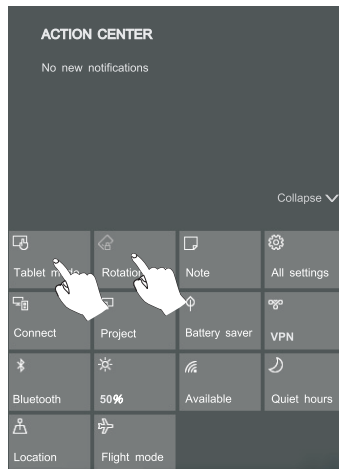 ACTION CENTER
No new notifications
Collapse
Tablet mode
Rotation
Note
All settings
Connect
Project
Battery saver
VPN
Bluetooth
50%
Available
Quiet hours
Location
Flight mode